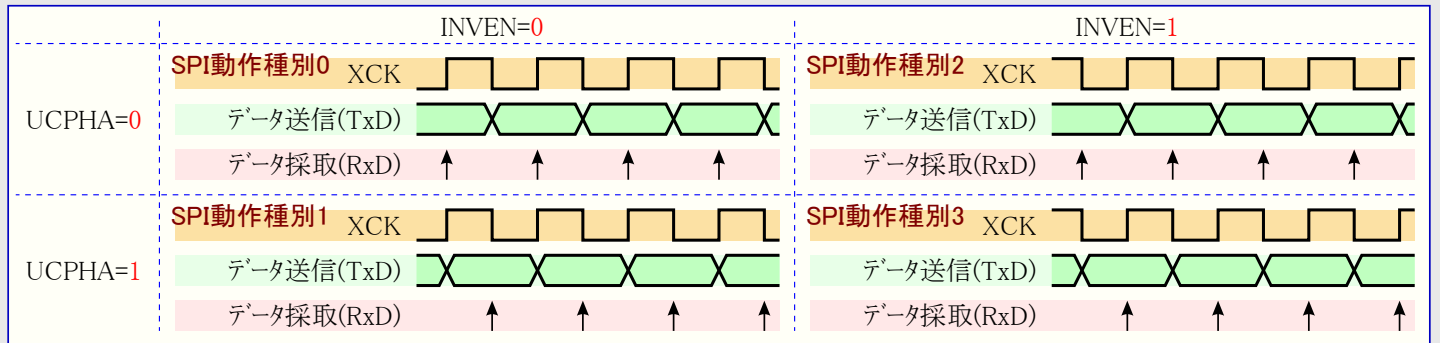 INVEN=0
INVEN=1
UCPHA=0
SPI動作種別0
XCK
データ送信(TxD)
データ採取(RxD)
SPI動作種別2
XCK
データ送信(TxD)
データ採取(RxD)
UCPHA=1
SPI動作種別1
XCK
データ送信(TxD)
データ採取(RxD)
SPI動作種別3
XCK
データ送信(TxD)
データ採取(RxD)